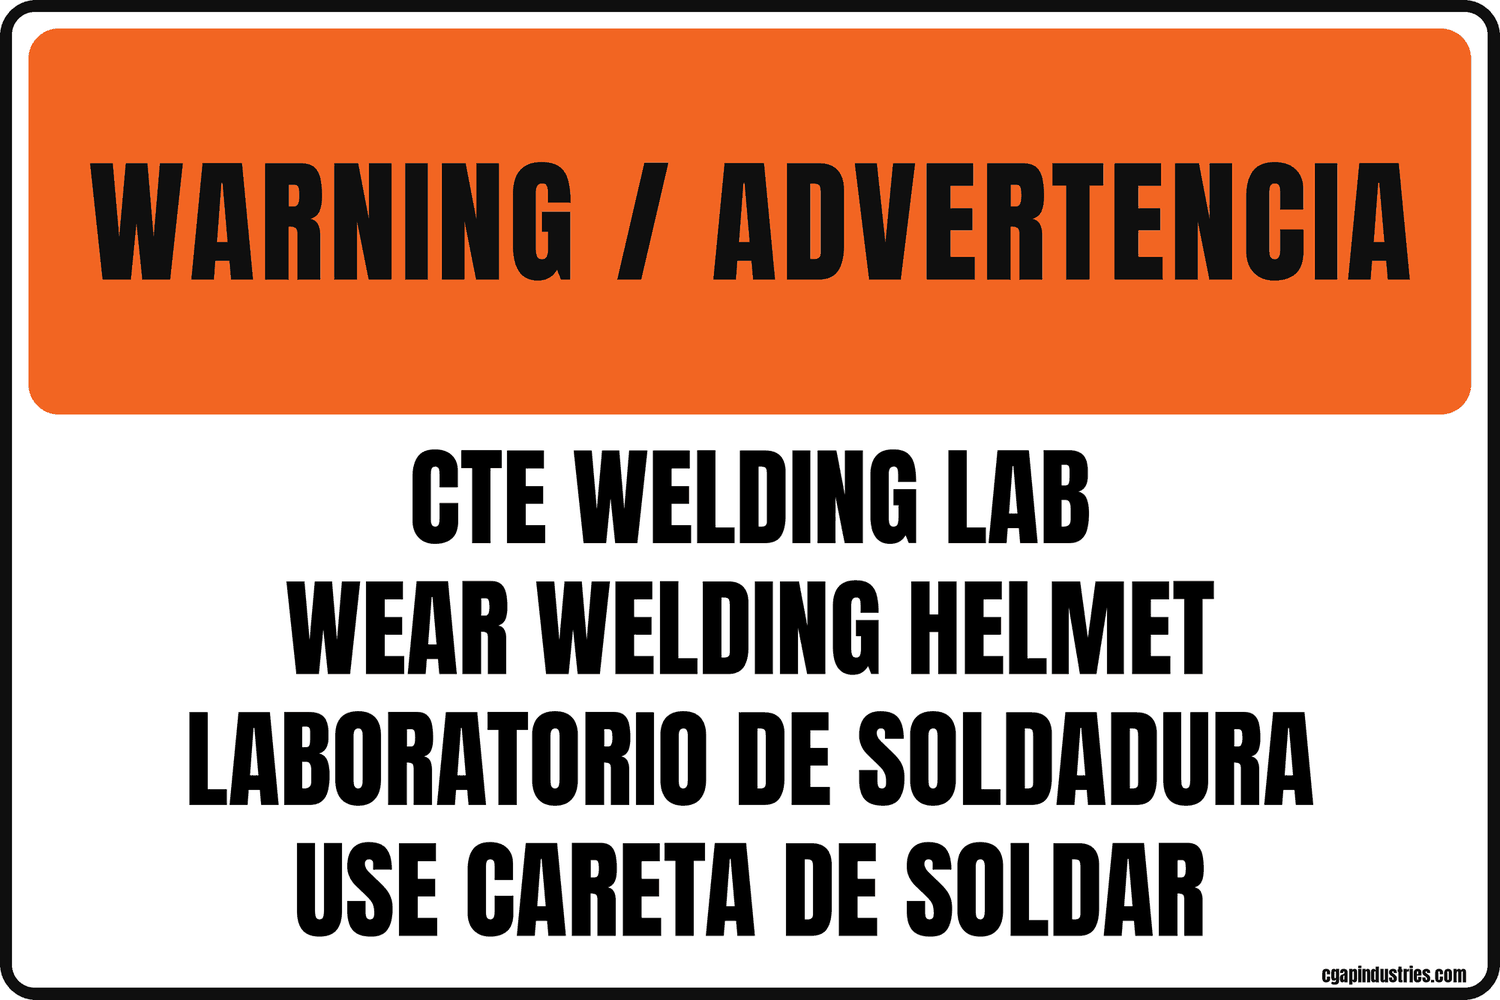 WARNING / ADVERTENCIA
CTE WELDING LAB
WEAR WELDING HELMET
LABORATORIO DE SOLDADURA
USE CARETA DE SOLDAR
cgapindustries.com